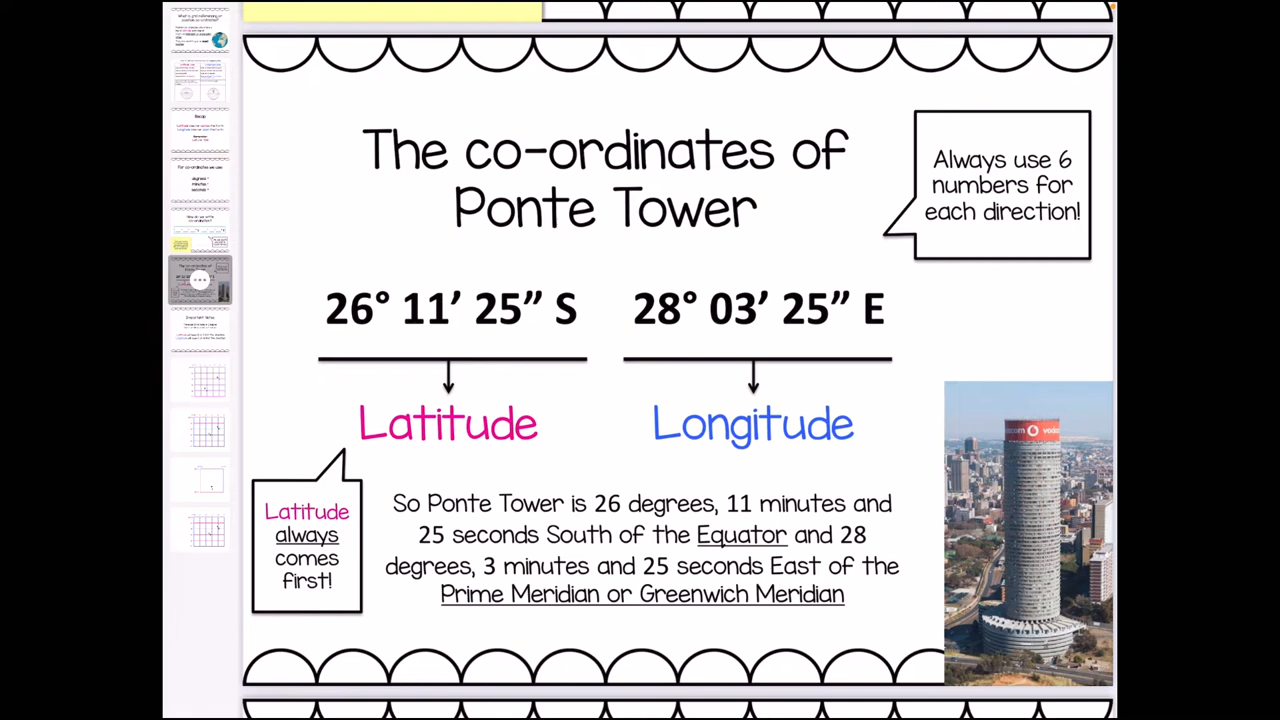 The co-ordinates of
Ponte Tower
Always use 6
numbers for
each direction!
26° 11’ 25” S 28° 03’ 25” E
Latitude Longitude
Latitude
always
comes
first!
So Ponte Tower is 26 degrees, 11 minutes and
25 seconds South of the Equator and 28
degrees, 3 minutes and 25 seconds East of the
Prime Meridian or Greenwich Meridian